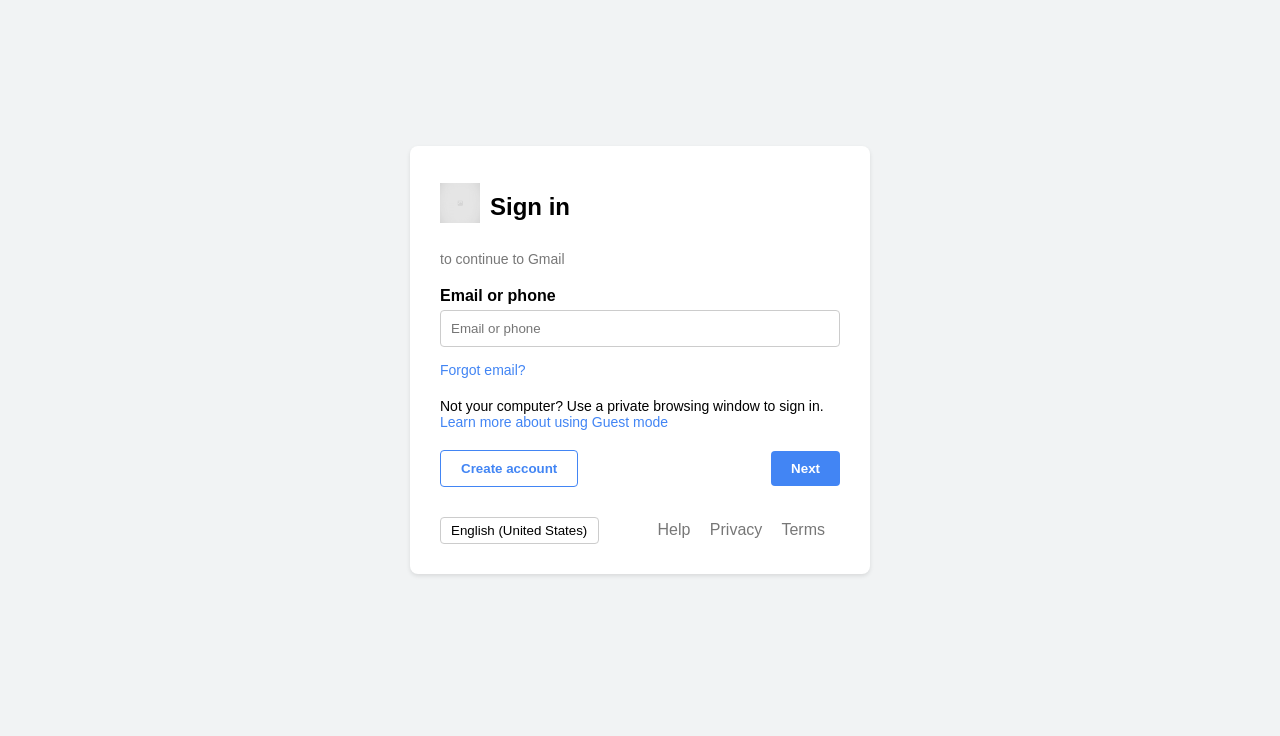 Sign in
to continue to Gmail
Email or phone
Email or phone
Forgot email?
Not your computer? Use a private browsing window to sign in.
Learn more about using Guest mode
Create account
Next
English (United States)
Help Privacy Terms